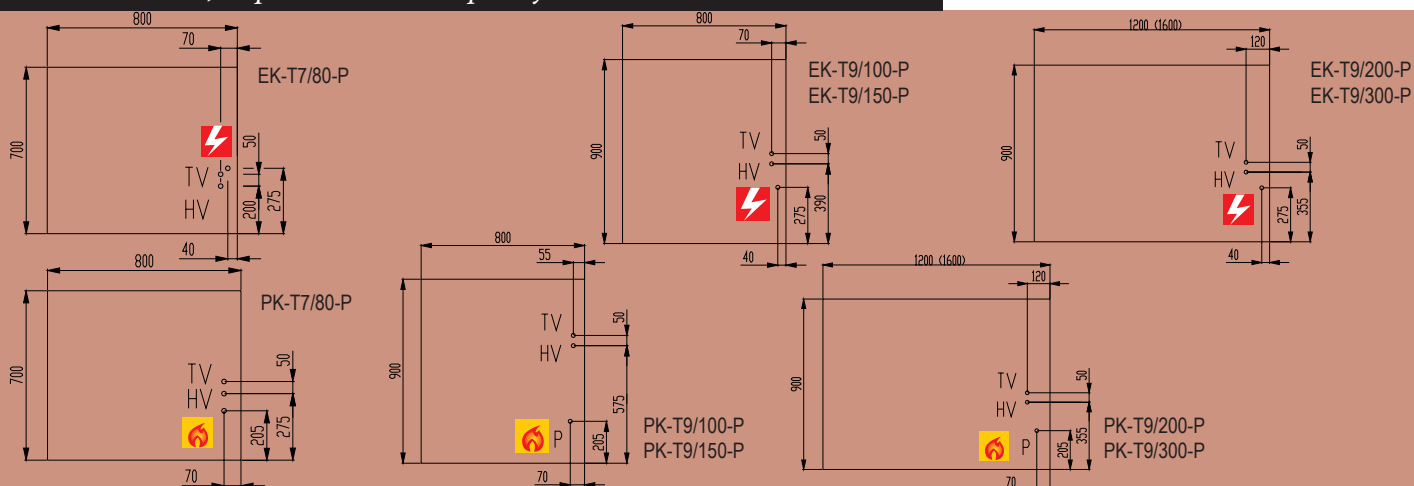 800
70
EK-T7/80-P
700
50
TV
HV
200
275
40
800
70
EK-T9/100-P
EK-T9/150-P
900
50
TV
HV
275
390
40
1200 (1600)
120
EK-T9/200-P
EK-T9/300-P
900
50
TV
HV
275
355
40
800
PK-T7/80-P
700
50
TV
HV
205
275
70
800
55
900
50
TV
HV
575
P
205
PK-T9/100-P
PK-T9/150-P
70
1200 (1600)
120
900
50
TV
HV
P
205
355
PK-T9/200-P
PK-T9/300-P
70